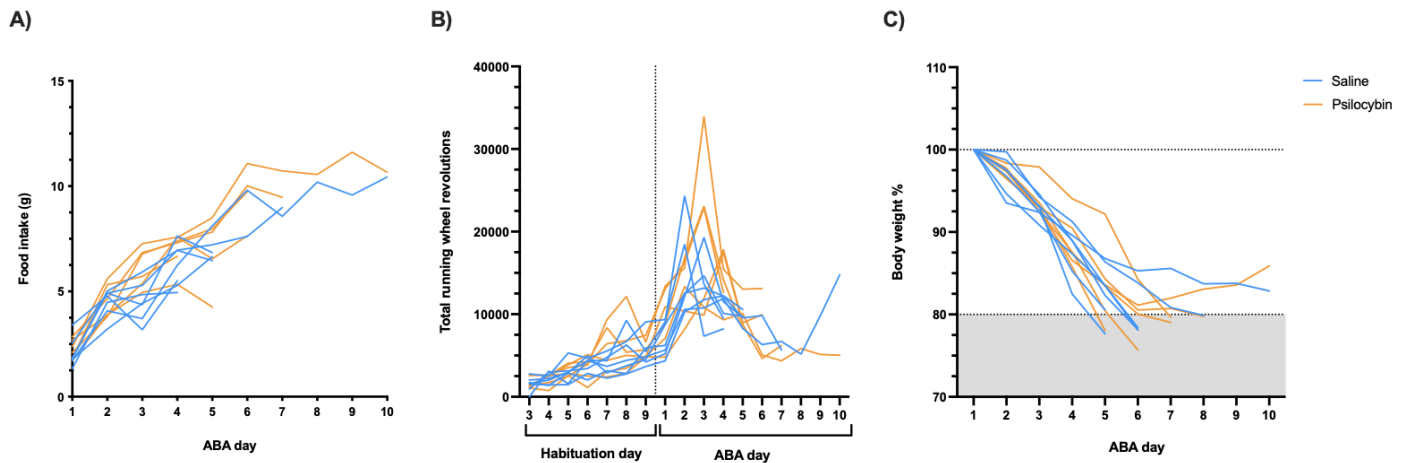 A)
B)
C)
Food intake (g)
15
10
5
0
1 2 3 4 5 6 7 8 9 10
ABA day
Total running wheel revolutions
40000
30000
20000
10000
0
3 4 5 6 7 8 9 1 2 3 4 5 6 7 8 9 10
Habituation day
ABA day
Body weight %
110
100
90
80
70
1 2 3 4 5 6 7 8 9 10
ABA day
Saline
Psilocybin